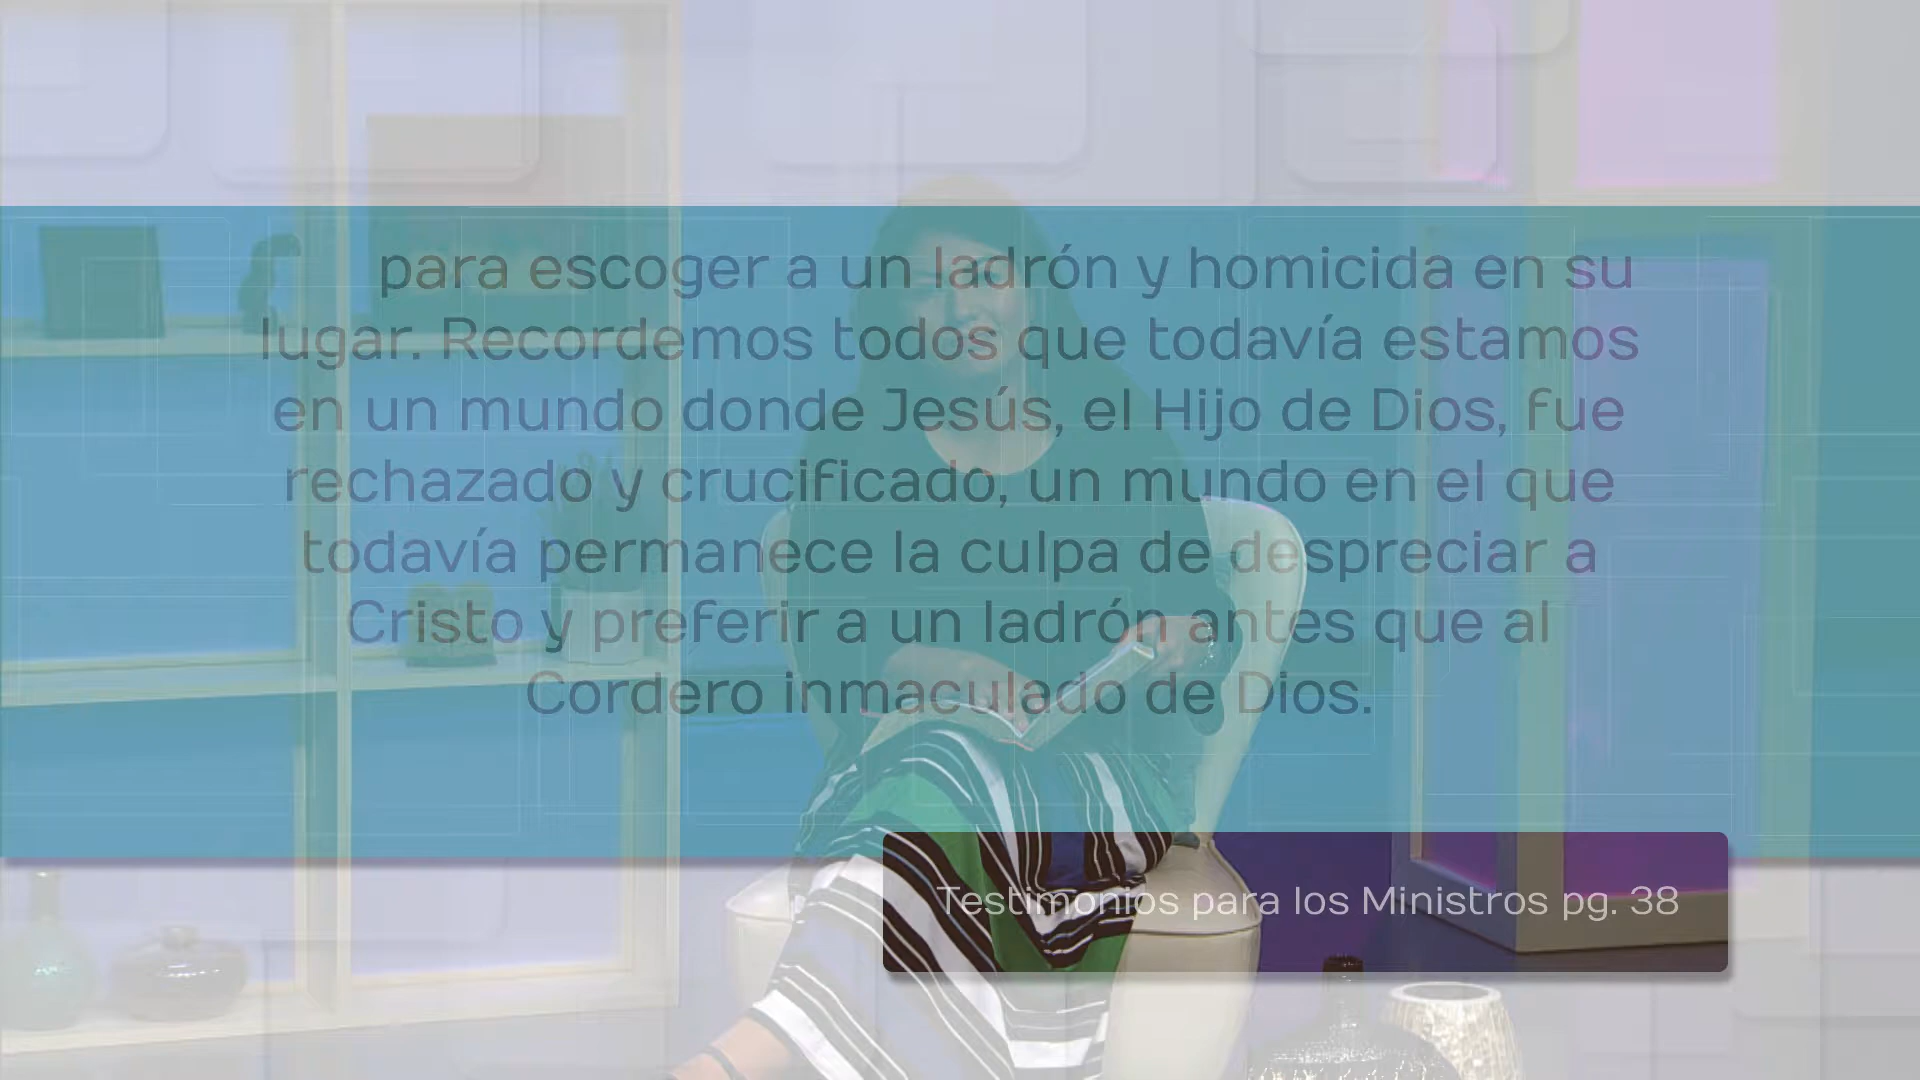 para escoger a un ladrón y homicida en su
lugar. Recordemos todos que todavía estamos
en un mundo donde Jesús, el Hijo de Dios, fue
rechazado y crucificado, un mundo en el que
todavía permanece la culpa de despreciar a
Cristo y preferir a un ladrón antes que al
Cordero inmaculado de Dios.
Testimonios para los Ministros pg. 38